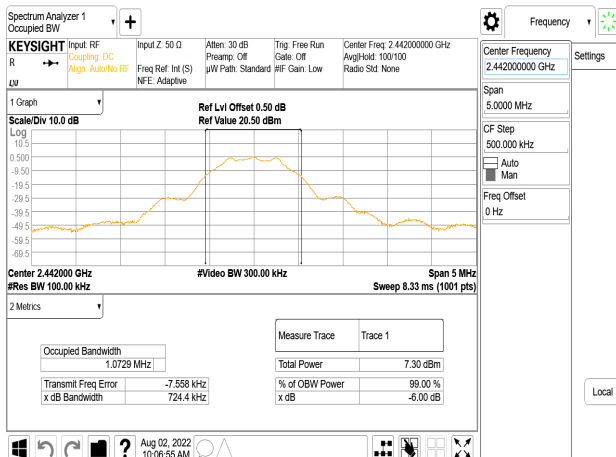 Spectrum Analyzer 1
Occupied BW
Frequency
KEYSIGHT
R
Input: RF
Coupling: DC
Align: Auto/No RF
Input Z: 50 Ω
Freq Ref: Int (S)
NFE: Adaptive
Atten: 30 dB
Preamp: Off
µW Path: Standard
Trig: Free Run
Gate: Off
#IF Gain: Low
Center Freq: 2.442000000 GHz
Avg|Hold: 100/100
Radio Std: None
Center Frequency
2.442000000 GHz
Settings
Span
5.0000 MHz
CF Step
500.000 kHz
Auto
Man
Freq Offset
0 Hz
Local
1 Graph
Scale/Div 10.0 dB
Ref Lvl Offset 0.50 dB
Ref Value 20.50 dBm
Log
10.5
0.500
-9.50
-19.5
-29.5
-39.5
-49.5
-59.5
-69.5
Center 2.442000 GHz
#Video BW 300.00 kHz
Span 5 MHz
#Res BW 100.00 kHz
Sweep 8.33 ms (1001 pts)
2 Metrics
Measure Trace Trace 1
Occupied Bandwidth
1.0729 MHz
Total Power 7.30 dBm
Transmit Freq Error -7.558 kHz
% of OBW Power 99.00 %
x dB Bandwidth 724.4 kHz
x dB -6.00 dB
Aug 02, 2022
10:06:55 AM